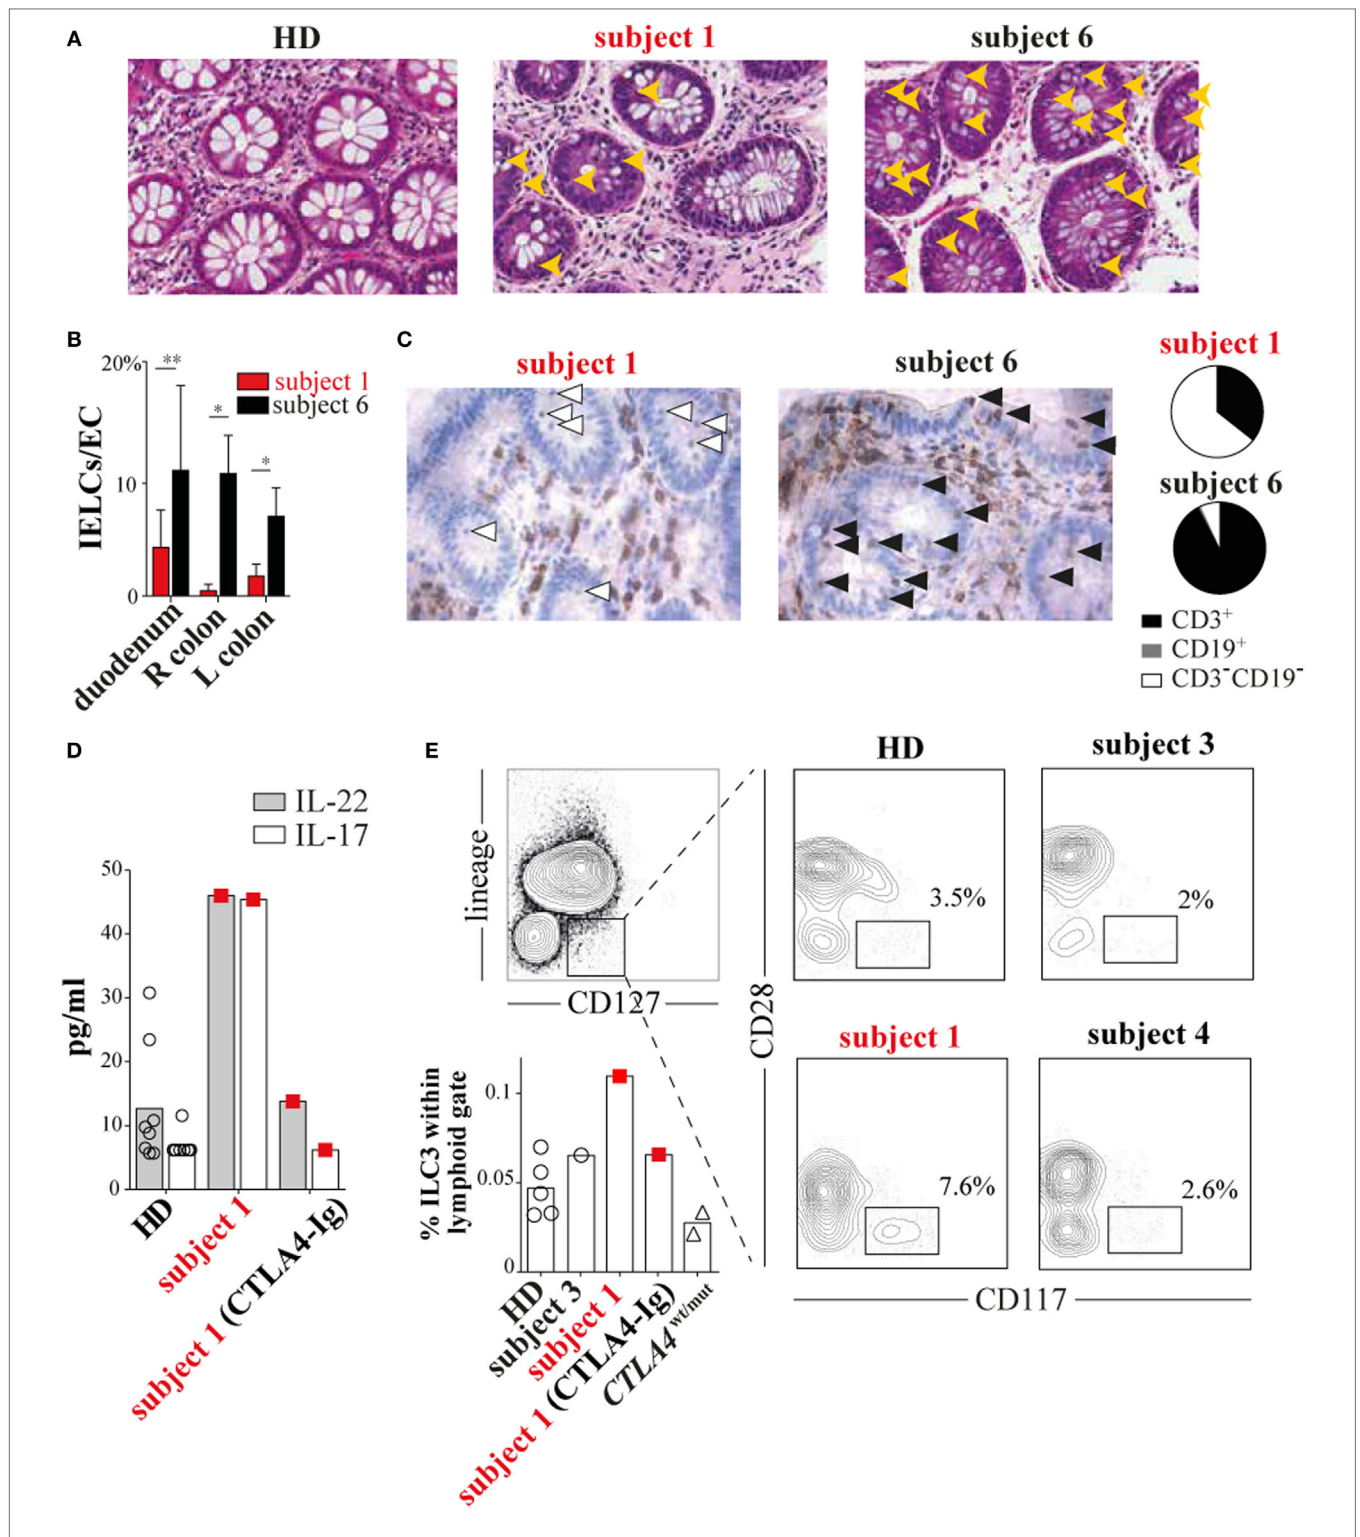 A
HD
subject 1
subject 6
B
20%
10
0
IELCs/EC
**
*
*
subject 1
subject 6
duodenum
R colon
L colon
C
subject 1
subject 6
subject 1
subject 6
CD3+
CD19+
CD3-CD19-
D
IL-22
IL-17
50
40
30
20
10
0
pg/ml
HD
subject 1
subject 1 (CTLA4-Ig)
E
lineage
CD127
CD28
HD
3.5%
subject 3
2%
subject 1
7.6%
subject 4
2.6%
CD117
% ILC3 within
lymphoid gate
0.1
0.05
0
HD
subject 3
subject 1
subject 1 (CTLA4-Ig)
CTLA4wt/mut